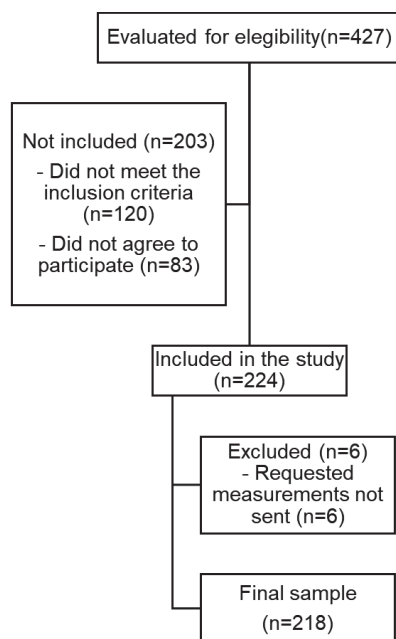 Evaluated for elegibility(n=427)
Not included (n=203)
- Did not meet the
inclusion criteria
(n=120)
- Did not agree to
participate (n=83)
Included in the study
(n=224)
Excluded (n=6)
- Requested
measurements not
sent (n=6)
Final sample
(n=218)